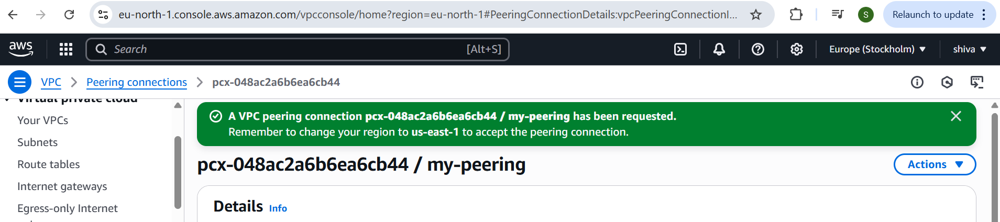 eu-north-1.console.aws.amazon.com/vpcconsole/home?region=eu-north-1#PeeringConnectionDetails:vpcPeeringConnectionI...
S
Relaunch to update
aws
Search
[Alt+S]
Europe (Stockholm)
shiva
VPC
Peering connections
pcx-048ac2a6b6ea6cb44
Virtual private cloud
Your VPCs
Subnets
Route tables
Internet gateways
Egress-only Internet
A VPC peering connection pcx-048ac2a6b6ea6cb44 / my-peering has been requested.
Remember to change your region to us-east-1 to accept the peering connection.
pcx-048ac2a6b6ea6cb44 / my-peering
Actions
Details Info